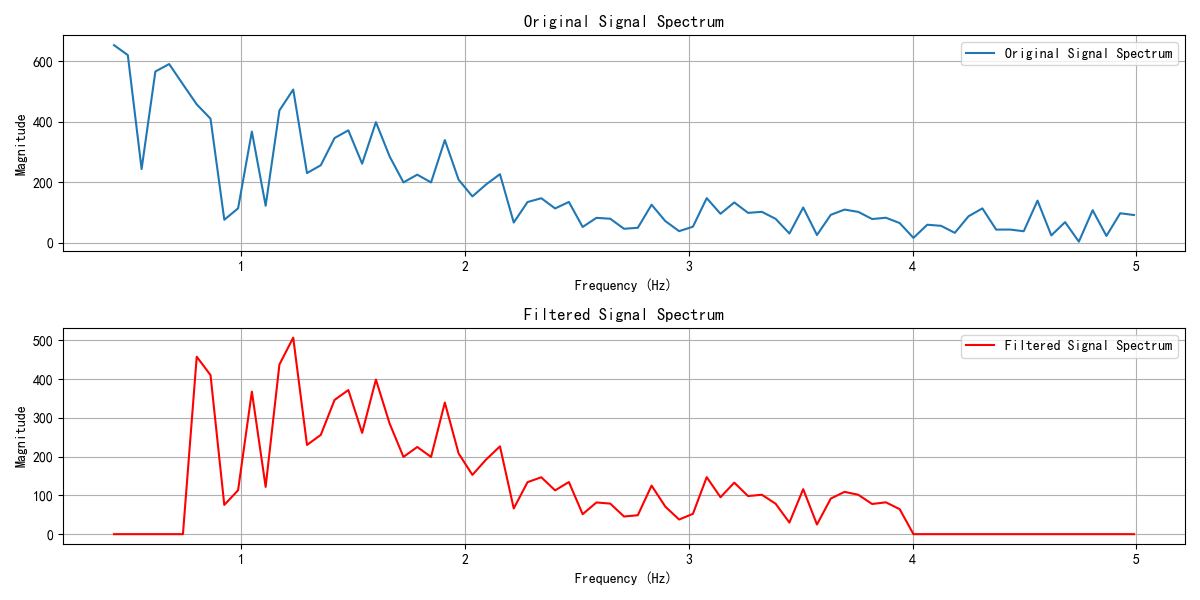 Original Signal Spectrum
Original Signal Spectrum
Magnitude
600
400
200
0
1 2 3 4 5
Frequency (Hz)
Filtered Signal Spectrum
Filtered Signal Spectrum
Magnitude
500
400
300
200
100
0
1 2 3 4 5
Frequency (Hz)